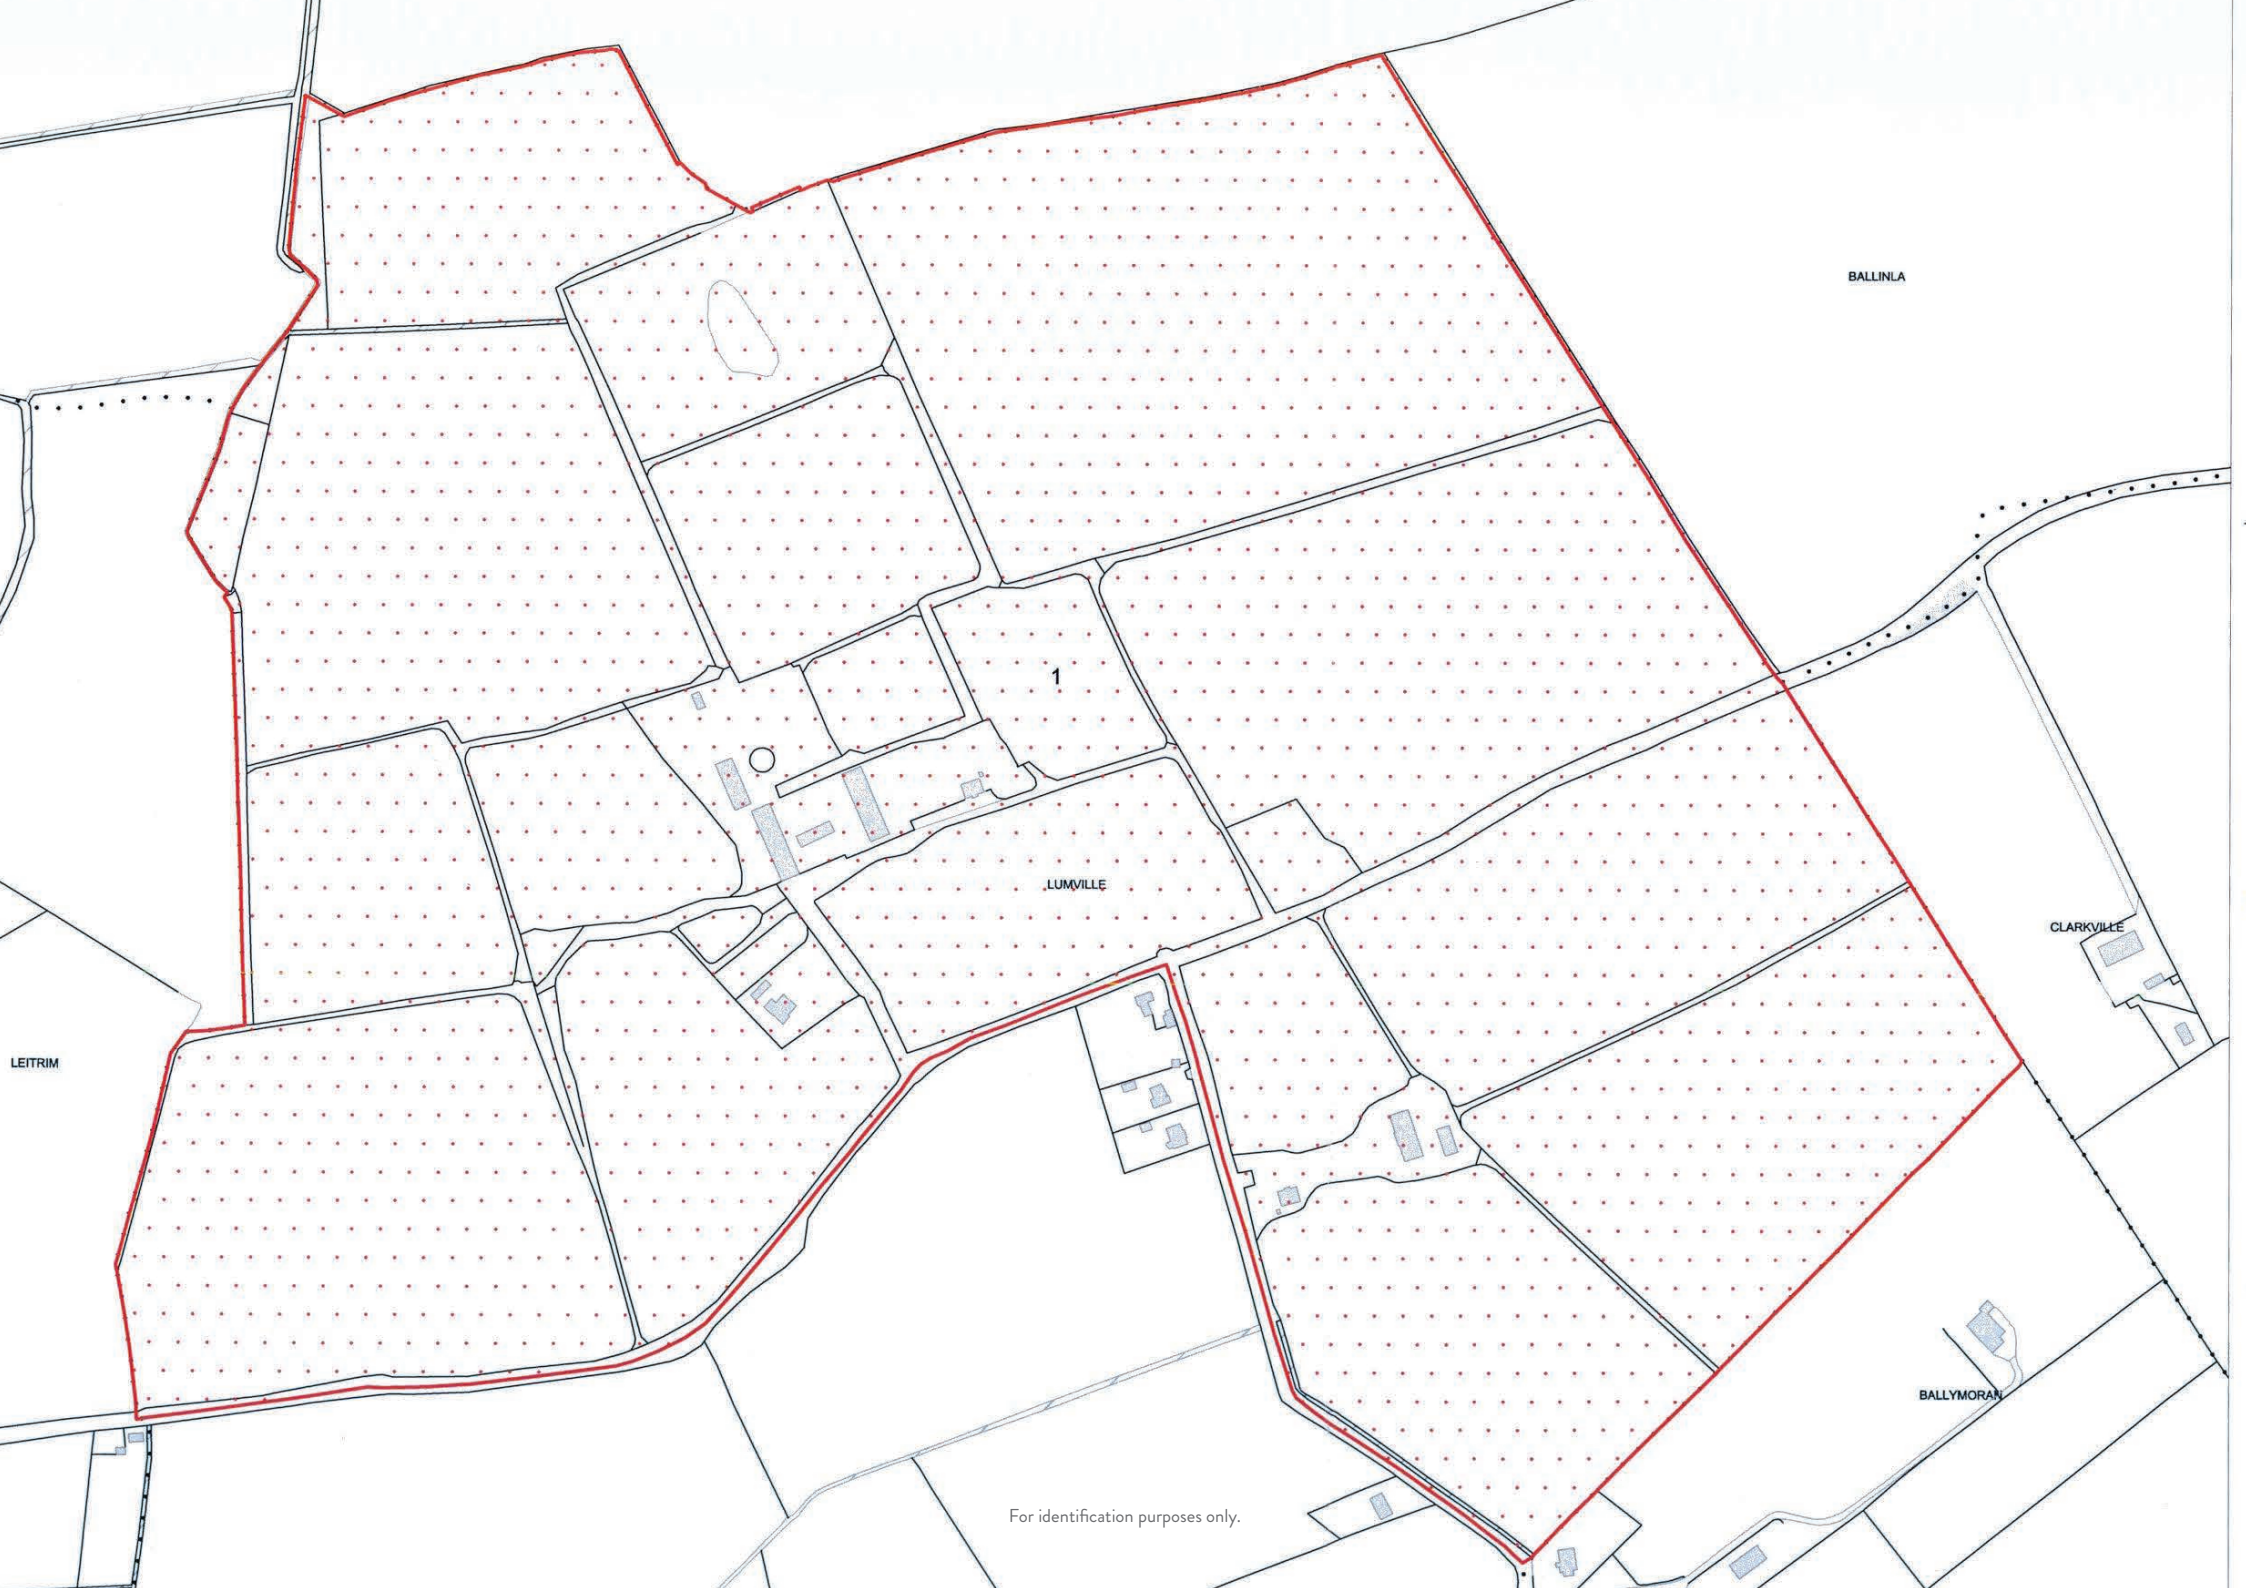 BALLINLA
1
LUMVILLE
CLARKVILLE
LEITRIM
BALLYMORAN
For identification purposes only.